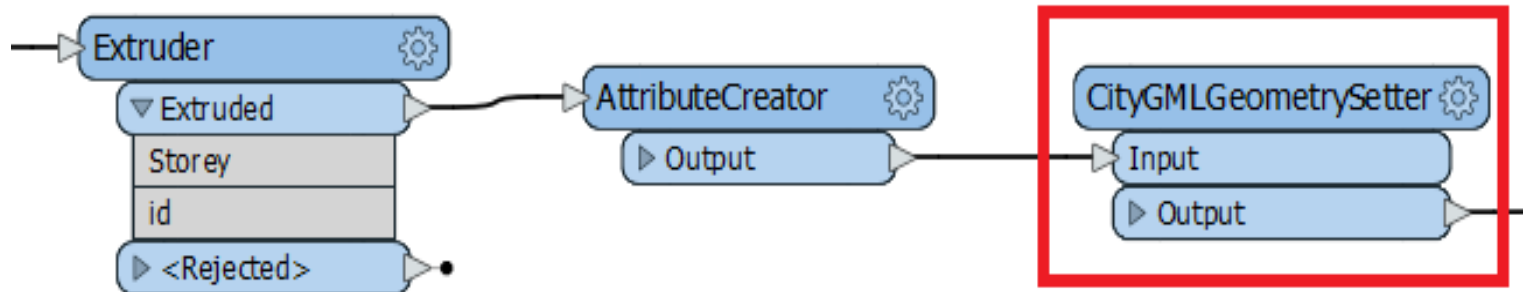 Extruder
Extruded
Storey
id
<Rejected>
AttributeCreator
Output
CityGMLGeometrySetter
Input
Output